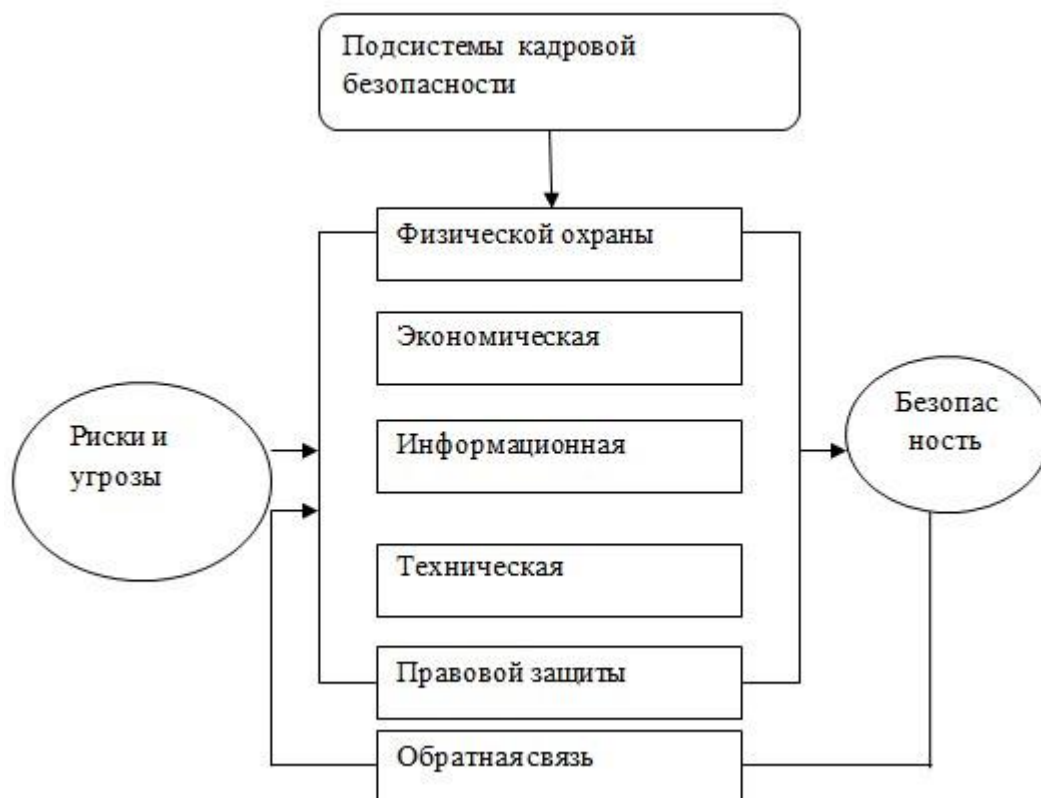 Подсистемы кадровой
безопасности
Физической охраны
Экономическая
Риски и
угрозы
Информационная
Безопас
ность
Техническая
Правовой защиты
Обратная связь